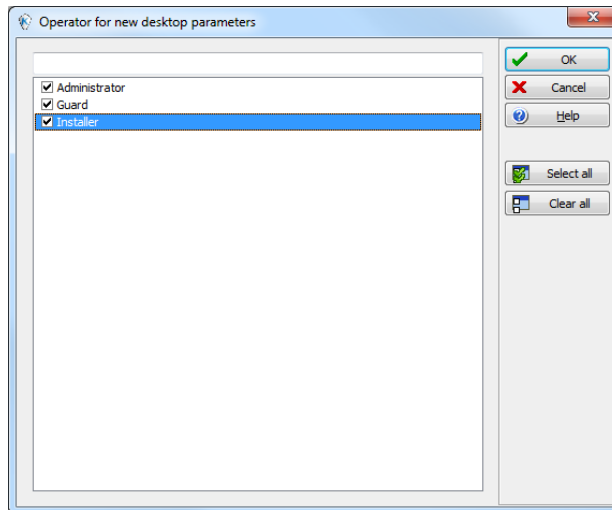 Operator for new desktop parameters
OK
Administrator
Cancel
Guard
Installer
Help
Select all
Clear all